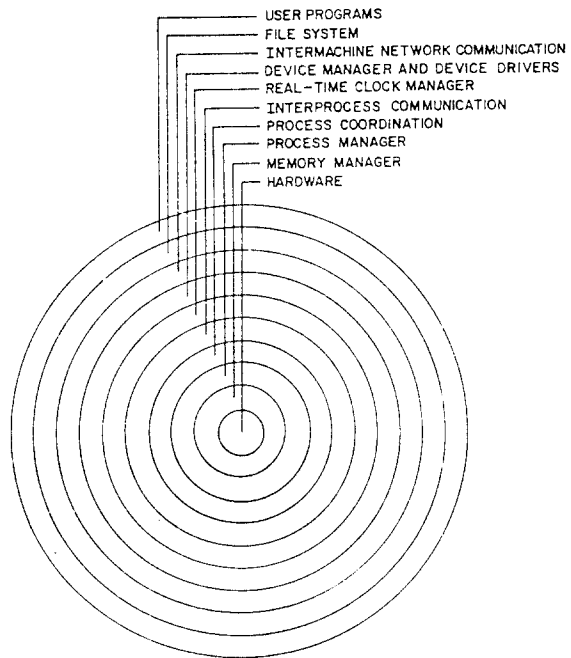 USER PROGRAMS
FILE SYSTEM
INTERMACHINE NETWORK COMMUNICATION
DEVICE MANAGER AND DEVICE DRIVERS
REAL-TIME CLOCK MANAGER
INTERPROCESS COMMUNICATION
PROCESS COORDINATION
PROCESS MANAGER
MEMORY MANAGER
HARDWARE